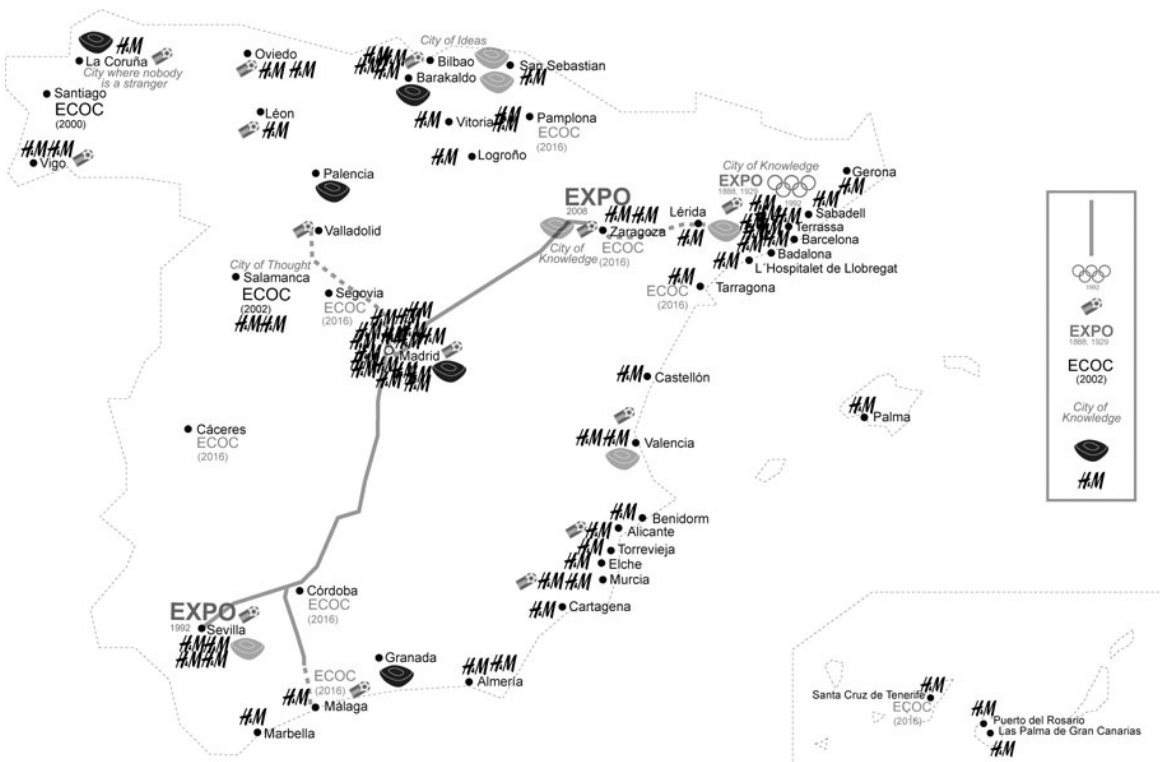 H&M
La Coruña
City where nobody
is a stranger
Santiago
ECOC
(2000)
H&M H&M
Vigo
Oviedo
H&M H&M
Léon
H&M
Palencia
City of Ideas
H&M H&M
H&M H&M
Bilbao
Barakaldo
San Sebastian
H&M
H&M Vitoria
H&M
H&M
Pamplona
ECOC
(2016)
H&M Logroño
Valladolid
City of Thought
Salamanca
ECOC
(2002)
H&M H&M
Segovia
ECOC
(2016)
EXPO
2008
H&M H&M
Zaragoza
City of
Knowledge
ECOC
(2016)
Lérida
H&M
City of Knowledge
EXPO
1888, 1929
1992
Gerona
H&M
H&M
Sabadell
H&M
Terrassa
H&M
Barcelona
Badalona
H&M
L´Hospitalet de Llobregat
H&M
ECOC
(2016)
Tarragona
H&M
Madrid
H&M Castellón
H&M H&M Valencia
H&M
Palma
Cáceres
ECOC
(2016)
H&M Benidorm
H&M Alicante
H&M Torrevieja
H&M Elche
H&M H&M Murcia
H&M Cartagena
Córdoba
ECOC
(2016)
EXPO
1992
Sevilla
H&M H&M
H&M H&M
Granada
H&M H&M
Almería
ECOC
(2016)
H&M
Málaga
H&M
Marbella
H&M
Santa Cruz de Tenerife
ECOC
(2016)
H&M
Puerto del Rosario
Las Palma de Gran Canarias
H&M
1992
EXPO
1888, 1929
ECOC
(2002)
City of
Knowledge
H&M